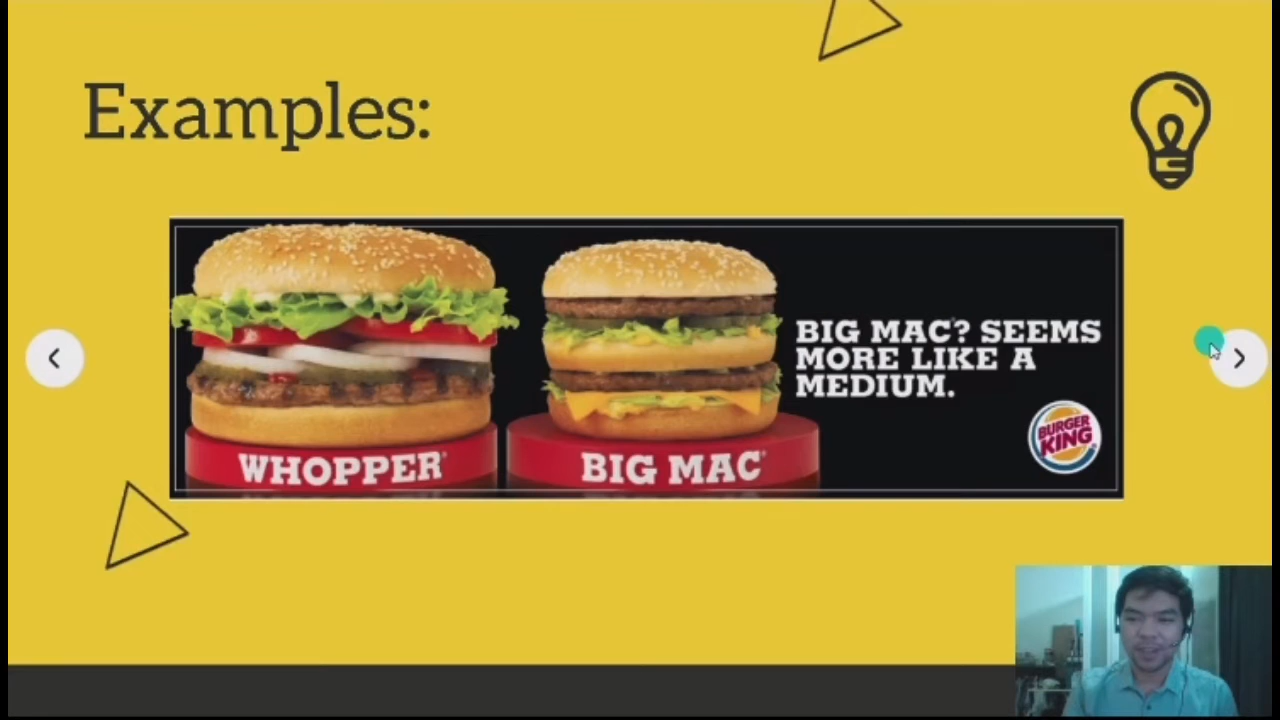 Examples:
WHOPPER®
BIG MAC®
BIG MAC®? SEEMS
MORE LIKE A
MEDIUM.
BURGER
KING®